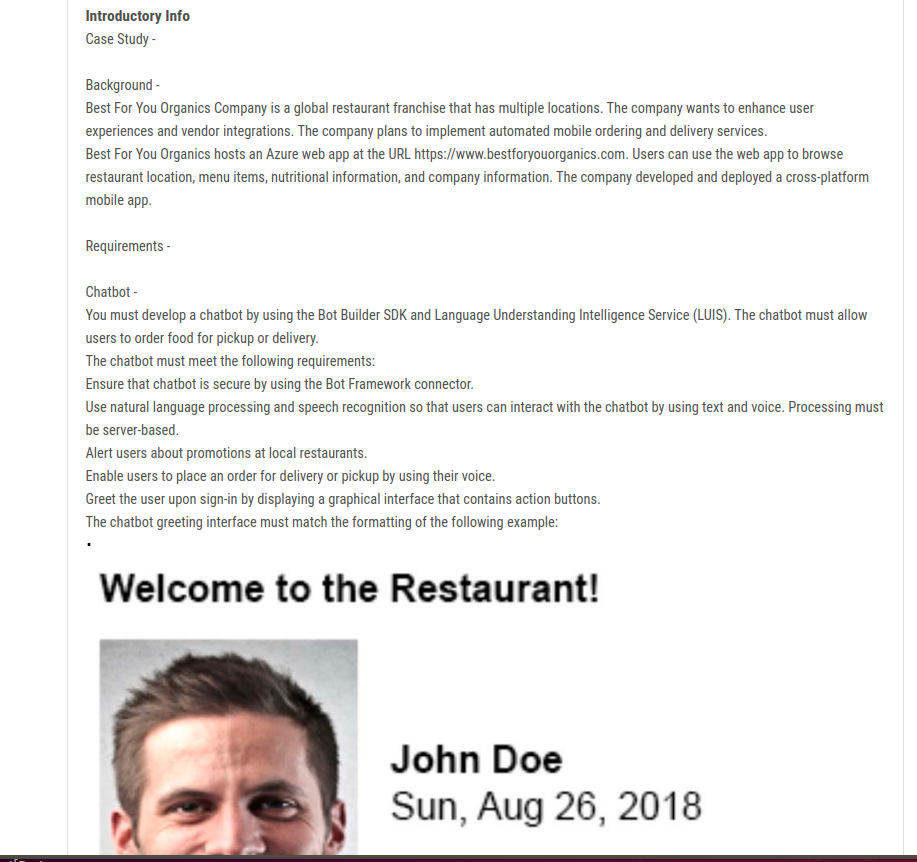 Introductory Info
Case Study -
Background -
Best For You Organics Company is a global restaurant franchise that has multiple locations. The company wants to enhance user
experiences and vendor integrations. The company plans to implement automated mobile ordering and delivery services.
Best For You Organics hosts an Azure web app at the URL https://www.bestforyouorganics.com. Users can use the web app to browse
restaurant location, menu items, nutritional information, and company information. The company developed and deployed a cross-platform
mobile app.
Requirements -
Chatbot -
You must develop a chatbot by using the Bot Builder SDK and Language Understanding Intelligence Service (LUIS). The chatbot must allow
users to order food for pickup or delivery.
The chatbot must meet the following requirements:
Ensure that chatbot is secure by using the Bot Framework connector.
Use natural language processing and speech recognition so that users can interact with the chatbot by using text and voice. Processing must
be server-based.
Alert users about promotions at local restaurants.
Enable users to place an order for delivery or pickup by using their voice.
Greet the user upon sign-in by displaying a graphical interface that contains action buttons.
The chatbot greeting interface must match the formatting of the following example:
Welcome to the Restaurant!
John Doe
Sun, Aug 26, 2018